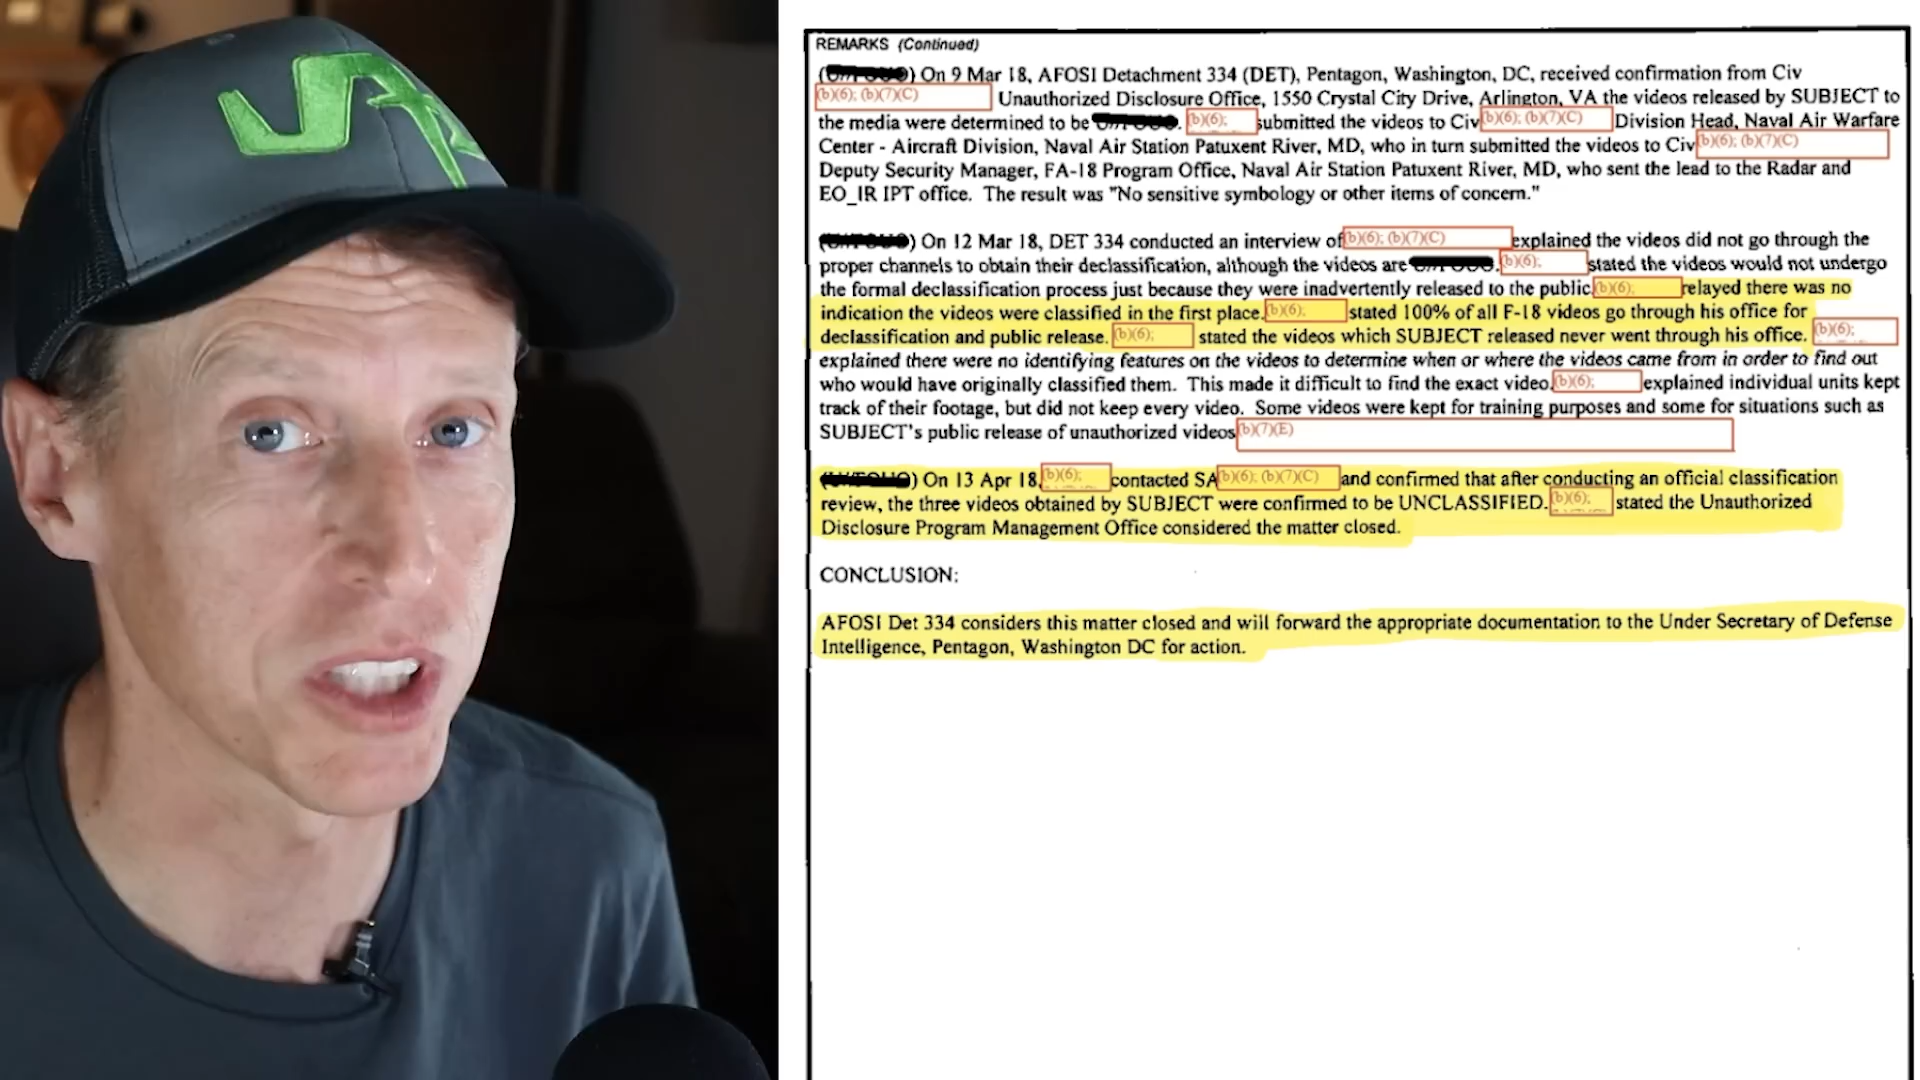 REMARKS (Continued)
(U//FOUO) On 9 Mar 18, AFOSI Detachment 334 (DET), Pentagon, Washington, DC, received confirmation from Civ
(b)(6); (b)(7)(C) Unauthorized Disclosure Office, 1550 Crystal City Drive, Arlington, VA the videos released by SUBJECT to
the media were determined to be U//FOUO. (b)(6); submitted the videos to Civ (b)(6); (b)(7)(C) Division Head, Naval Air Warfare
Center - Aircraft Division, Naval Air Station Patuxent River, MD, who in turn submitted the videos to Civ (b)(6); (b)(7)(C)
Deputy Security Manager, FA-18 Program Office, Naval Air Station Patuxent River, MD, who sent the lead to the Radar and
EO_IR IPT office. The result was "No sensitive symbology or other items of concern."
(U//FOUO) On 12 Mar 18, DET 334 conducted an interview of (b)(6); (b)(7)(C) explained the videos did not go through the
proper channels to obtain their declassification, although the videos are U//FOUO. (b)(6); stated the videos would not undergo
the formal declassification process just because they were inadvertently released to the public. (b)(6); relayed there was no
indication the videos were classified in the first place. (b)(6); stated 100% of all F-18 videos go through his office for
declassification and public release. (b)(6); stated the videos which SUBJECT released never went through his office. (b)(6);
explained there were no identifying features on the videos to determine when or where the videos came from in order to find out
who would have originally classified them. This made it difficult to find the exact video. (b)(6); explained individual units kept
track of their footage, but did not keep every video. Some videos were kept for training purposes and some for situations such as
SUBJECT's public release of unauthorized videos (b)(7)(E)
(U//FOUO) On 13 Apr 18, (b)(6); contacted SA (b)(6); (b)(7)(C) and confirmed that after conducting an official classification
review, the three videos obtained by SUBJECT were confirmed to be UNCLASSIFIED. (b)(6); stated the Unauthorized
Disclosure Program Management Office considered the matter closed.
CONCLUSION:
AFOSI Det 334 considers this matter closed and will forward the appropriate documentation to the Under Secretary of Defense
Intelligence, Pentagon, Washington DC for action.